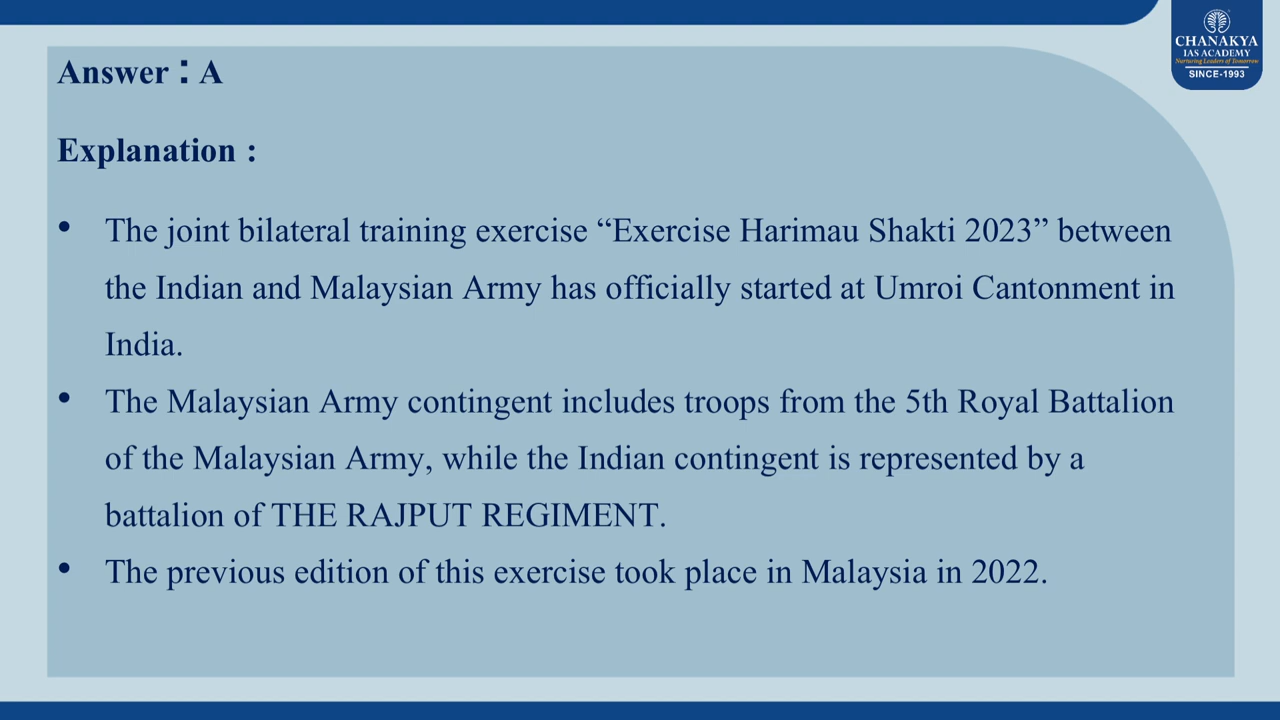 CHANAKYA
IAS ACADEMY
Nurturing Leaders of Tomorrow
SINCE-1993
Answer : A
Explanation :
• The joint bilateral training exercise “Exercise Harimau Shakti 2023” between
the Indian and Malaysian Army has officially started at Umroi Cantonment in
India.
• The Malaysian Army contingent includes troops from the 5th Royal Battalion
of the Malaysian Army, while the Indian contingent is represented by a
battalion of THE RAJPUT REGIMENT.
• The previous edition of this exercise took place in Malaysia in 2022.